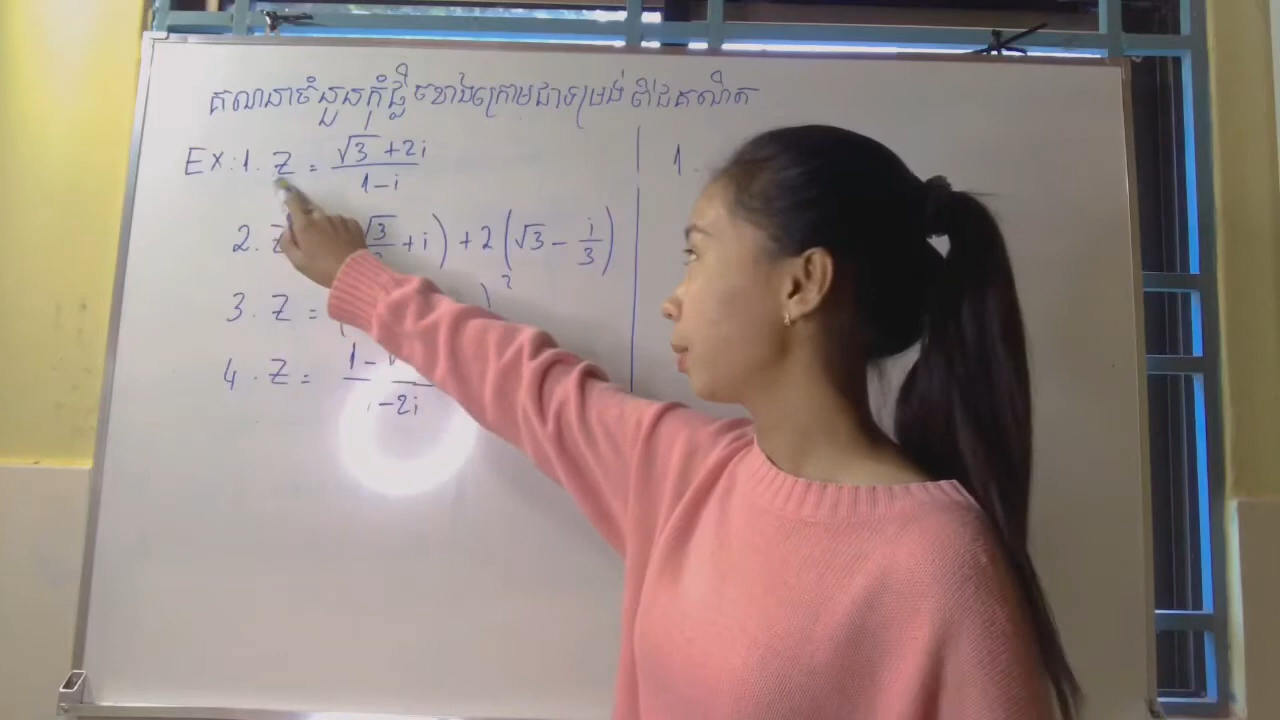 គណនាចំនួនកុំផ្លិចខាងក្រោមជាទម្រង់ពីជគណិត
Ex: 1. Z = (√3 + 2i)/(1 - i)
1.
2. Z √3 + i) + 2(√3 - i/3)
3. Z = ( )²
4. Z = 1 - / - 2i